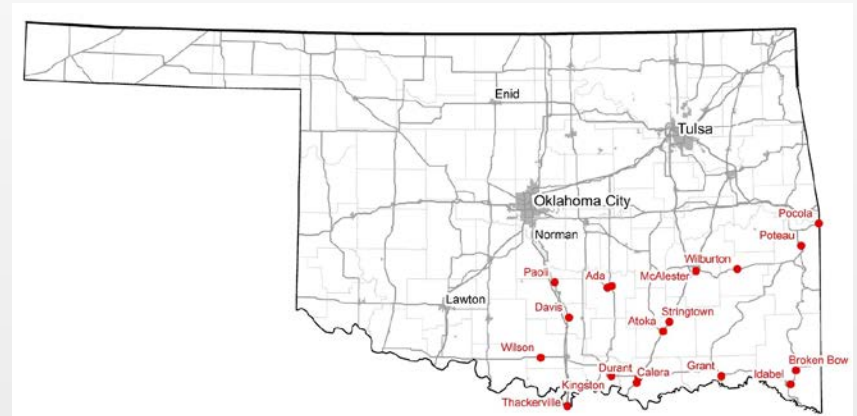 Enid
Tulsa
Oklahoma City
Norman
Pocola
Poteau
Wilburton
McAlester
Ada
Paoli
Lawton
Davis
Stringtown
Atoka
Wilson
Durant
Calera
Grant
Broken Bow
Idabel
Kingston
Thackerville